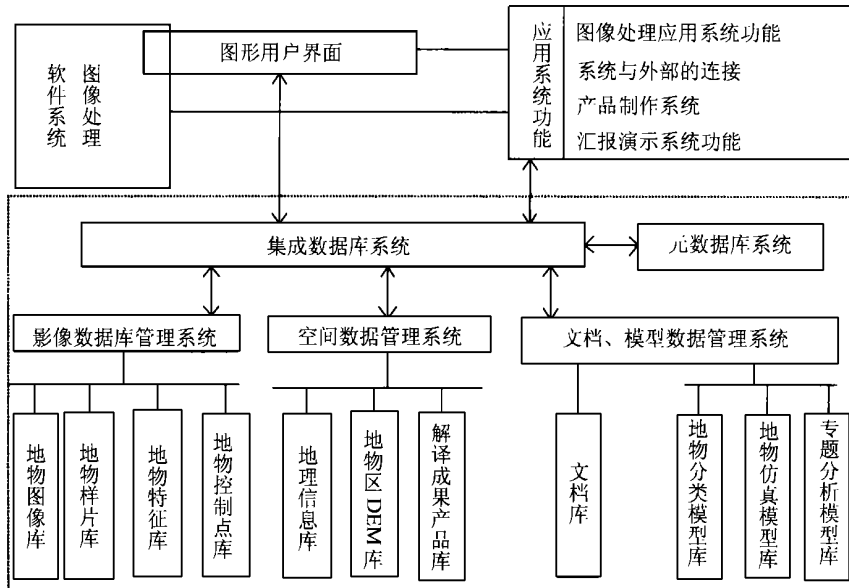 图像处理
软件系统
图形用户界面
应用系统功能
图像处理应用系统功能
系统与外部的连接
产品制作系统
汇报演示系统功能
集成数据库系统
元数据库系统
影像数据库管理系统
空间数据管理系统
文档、模型数据管理系统
地物图像库
地物样片库
地物特征库
地物控制点库
地理信息库
地物区DEM库
解译成果产品库
文档库
地物分类模型库
地物仿真模型库
专题分析模型库